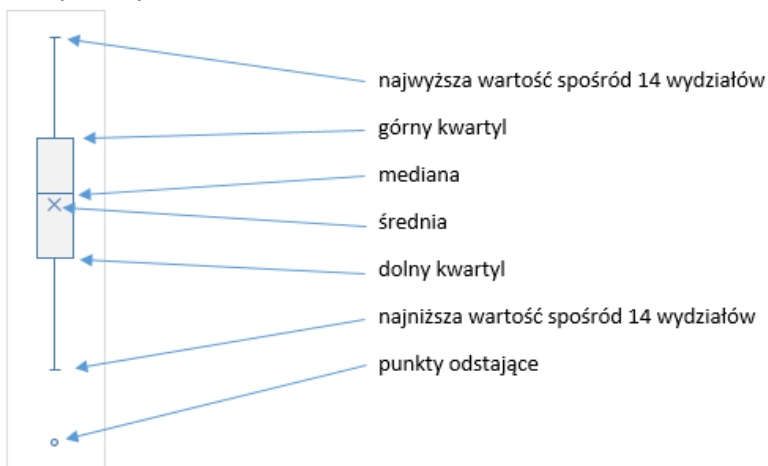 najwyższa wartość spośród 14 wydziałów
górny kwartyl
mediana
średnia
dolny kwartyl
najniższa wartość spośród 14 wydziałów
punkty odstające